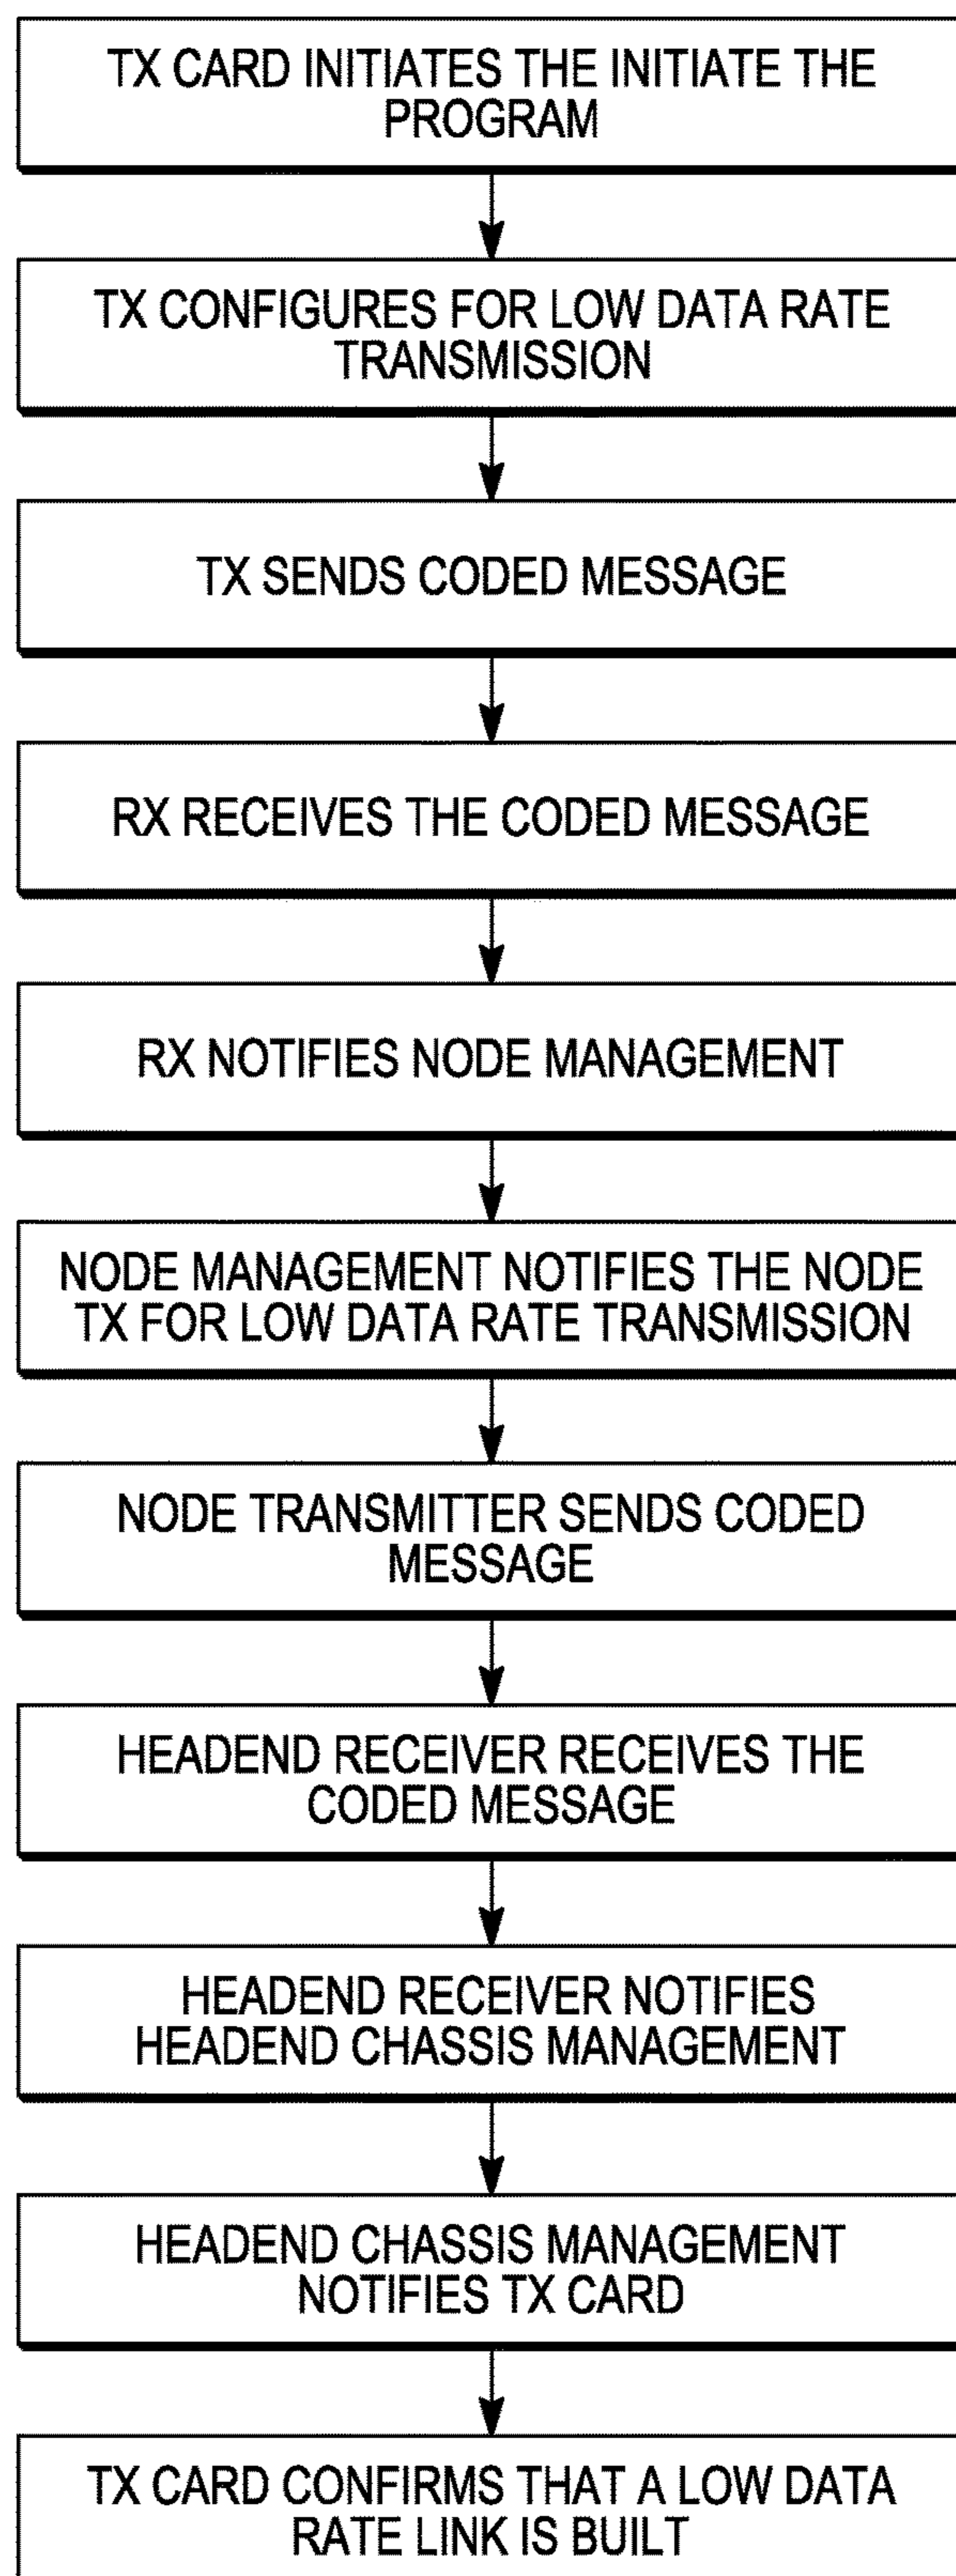 TX CARD INITIATES THE INITIATE THE
PROGRAM
TX CONFIGURES FOR LOW DATA RATE
TRANSMISSION
TX SENDS CODED MESSAGE
RX RECEIVES THE CODED MESSAGE
RX NOTIFIES NODE MANAGEMENT
NODE MANAGEMENT NOTIFIES THE NODE
TX FOR LOW DATA RATE TRANSMISSION
NODE TRANSMITTER SENDS CODED
MESSAGE
HEADEND RECEIVER RECEIVES THE
CODED MESSAGE
HEADEND RECEIVER NOTIFIES
HEADEND CHASSIS MANAGEMENT
HEADEND CHASSIS MANAGEMENT
NOTIFIES TX CARD
TX CARD CONFIRMS THAT A LOW DATA
RATE LINK IS BUILT